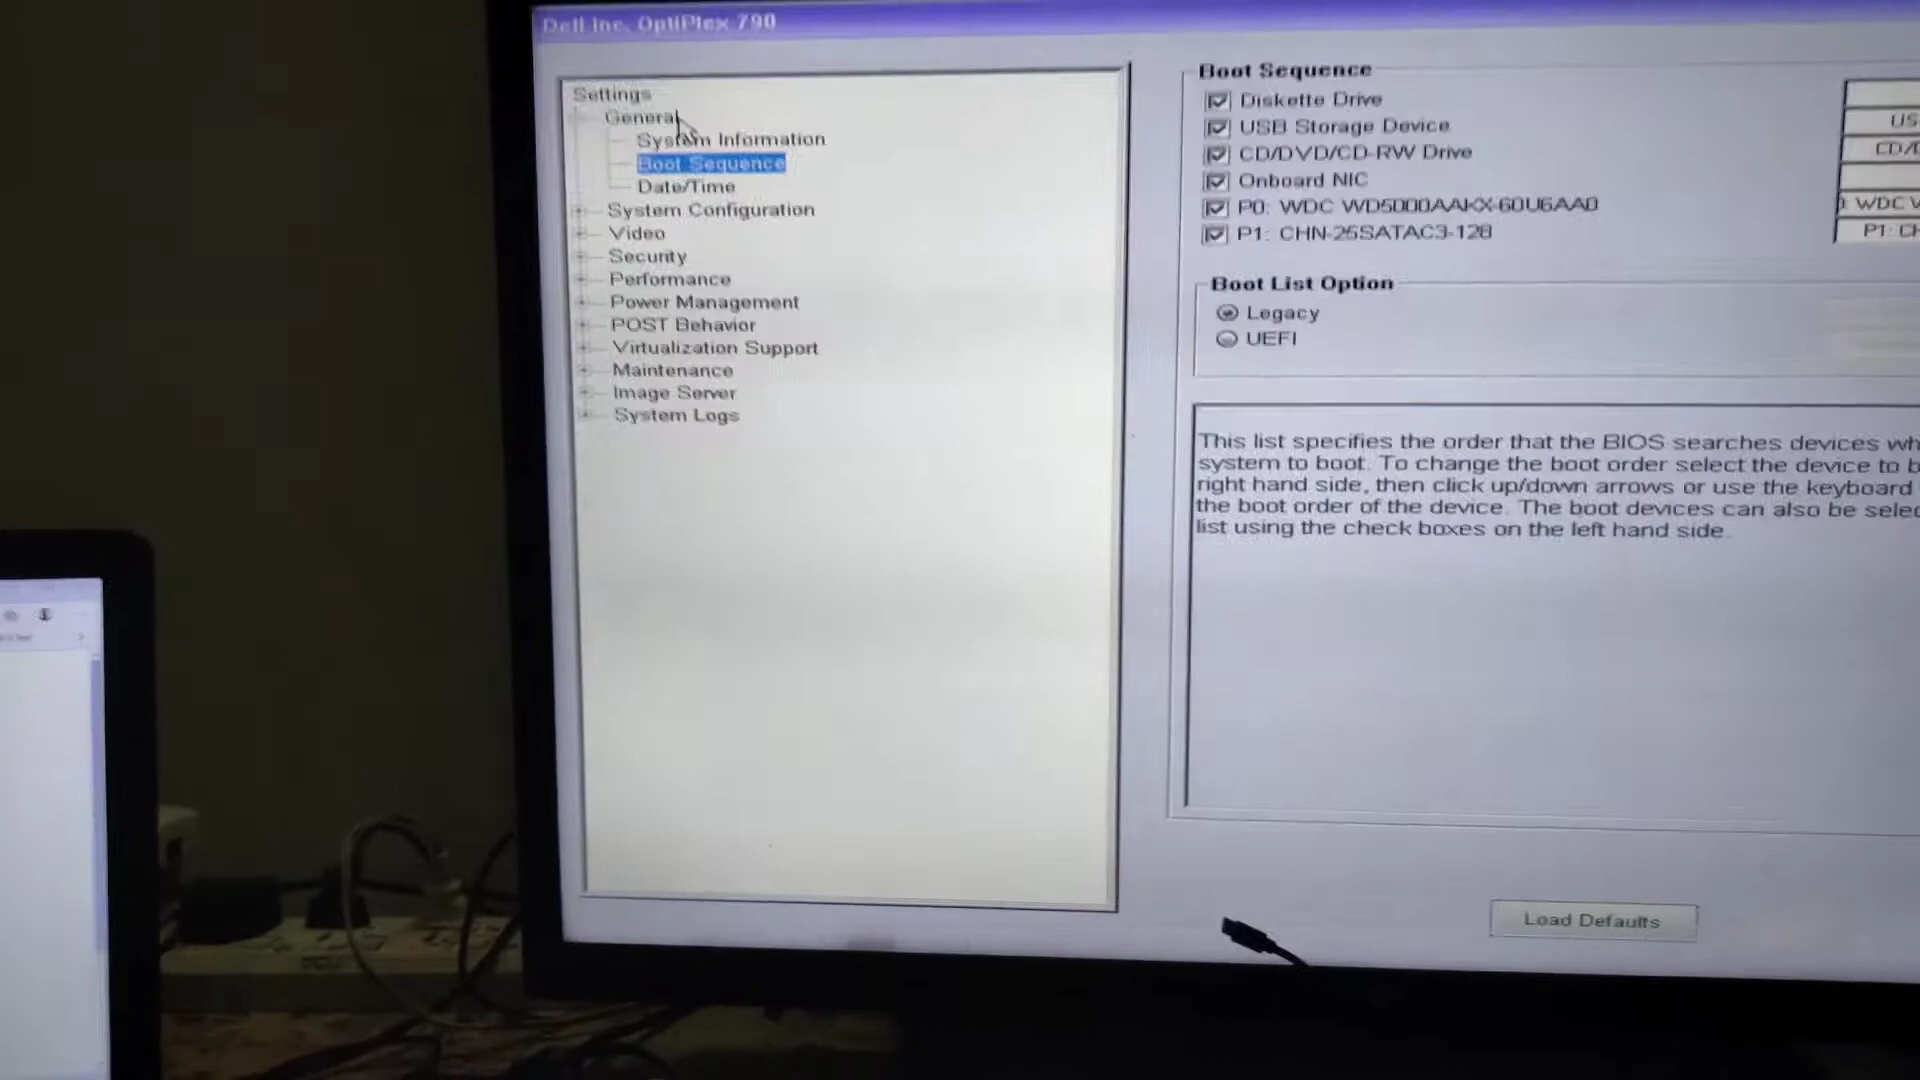 Dell Inc. OptiPlex 790
Settings
General
System Information
Boot Sequence
Date/Time
System Configuration
Video
Security
Performance
Power Management
POST Behavior
Virtualization Support
Maintenance
Image Server
System Logs
Boot Sequence
Diskette Drive
USB Storage Device
CD/DVD/CD-RW Drive
Onboard NIC
P0: WDC WD5000AAKX-60U6AA0
P1: CHN-25SATAC3-128
US
CD/D
WDC V
P1: CH
Boot List Option
Legacy
UEFI
This list specifies the order that the BIOS searches devices wh
system to boot. To change the boot order select the device to b
right hand side, then click up/down arrows or use the keyboard
the boot order of the device. The boot devices can also be selec
list using the check boxes on the left hand side.
Load Defaults